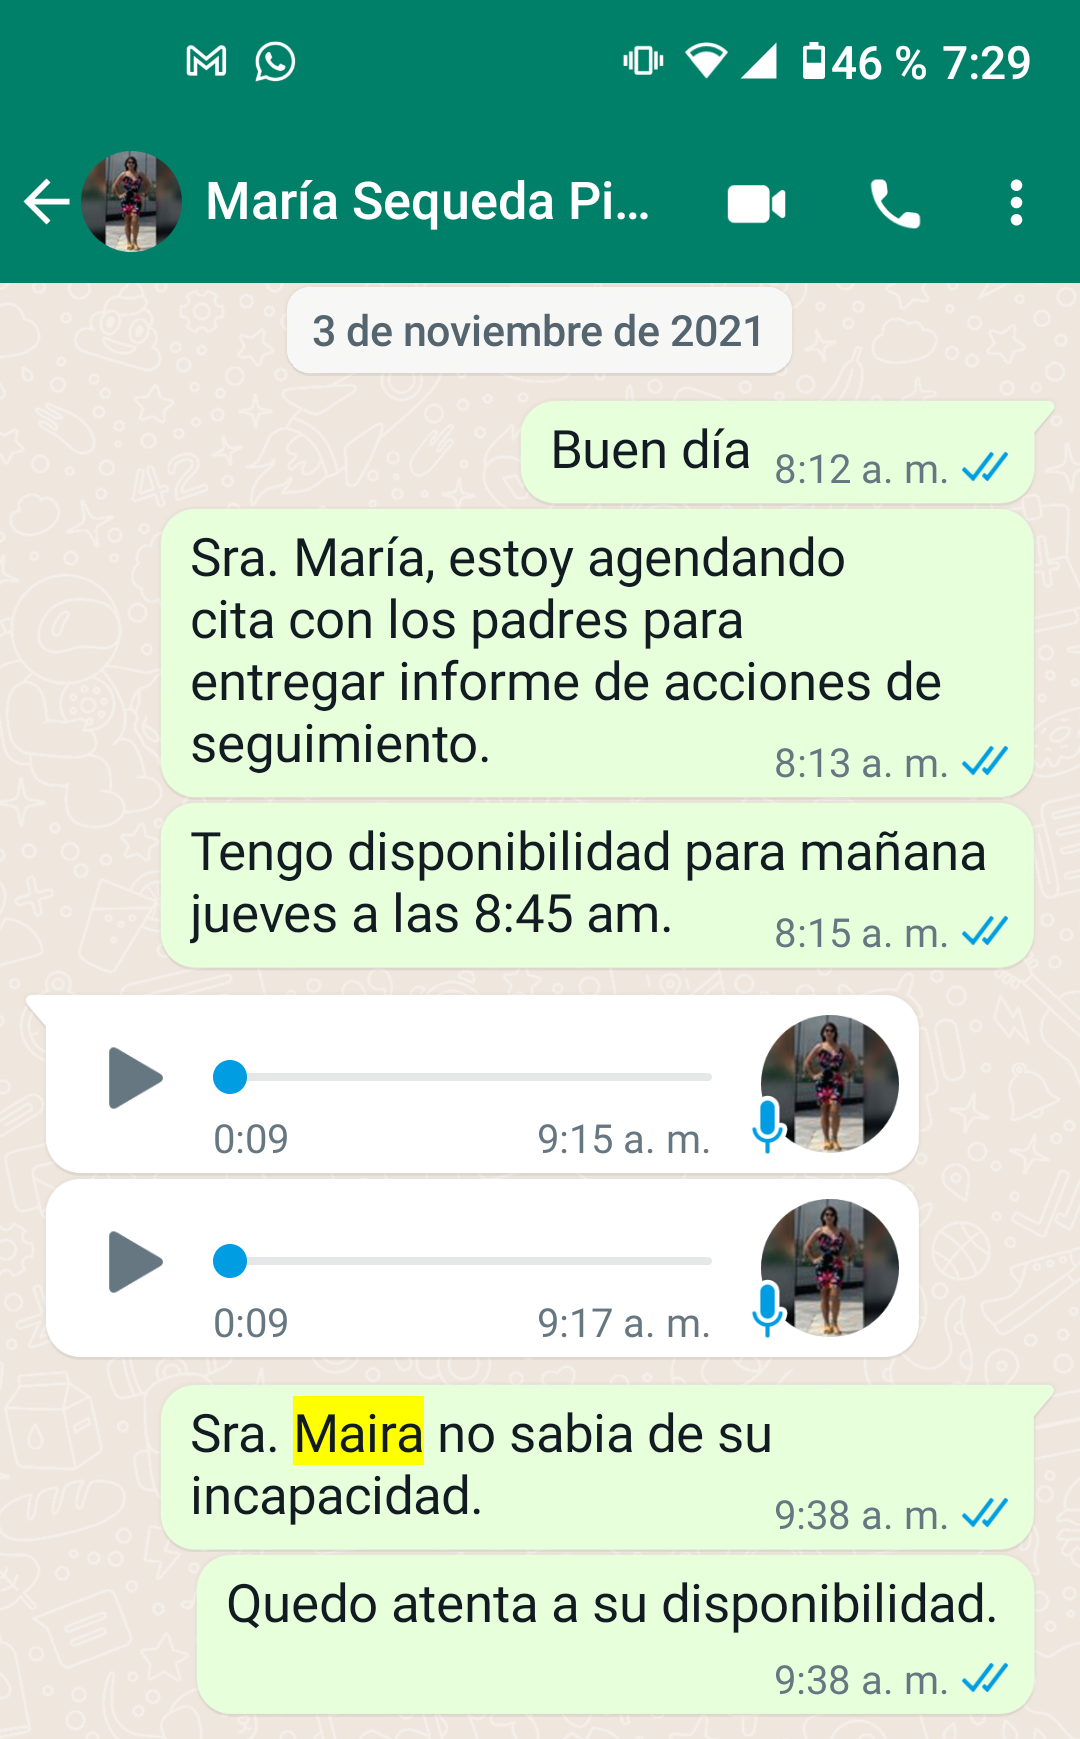 46 % 7:29
María Sequeda Pi...
3 de noviembre de 2021
Buen día 8:12 a. m.
Sra. María, estoy agendando
cita con los padres para
entregar informe de acciones de
seguimiento. 8:13 a. m.
Tengo disponibilidad para mañana
jueves a las 8:45 am. 8:15 a. m.
0:09 9:15 a. m.
0:09 9:17 a. m.
Sra. Maira no sabia de su
incapacidad. 9:38 a. m.
Quedo atenta a su disponibilidad.
9:38 a. m.